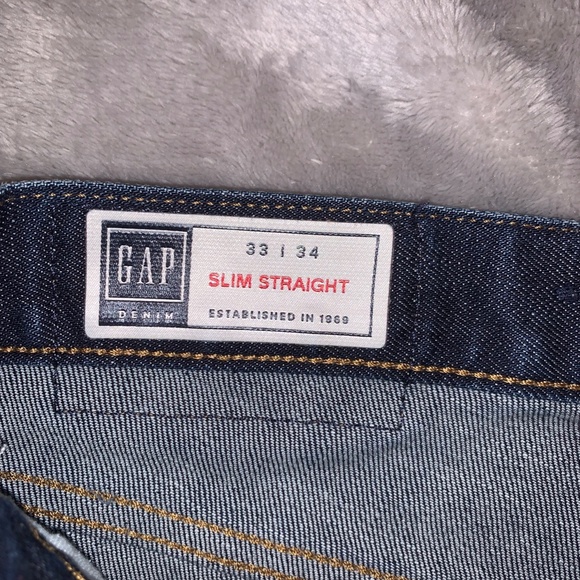 GAP
DENIM
33 | 34
SLIM STRAIGHT
ESTABLISHED IN 1969